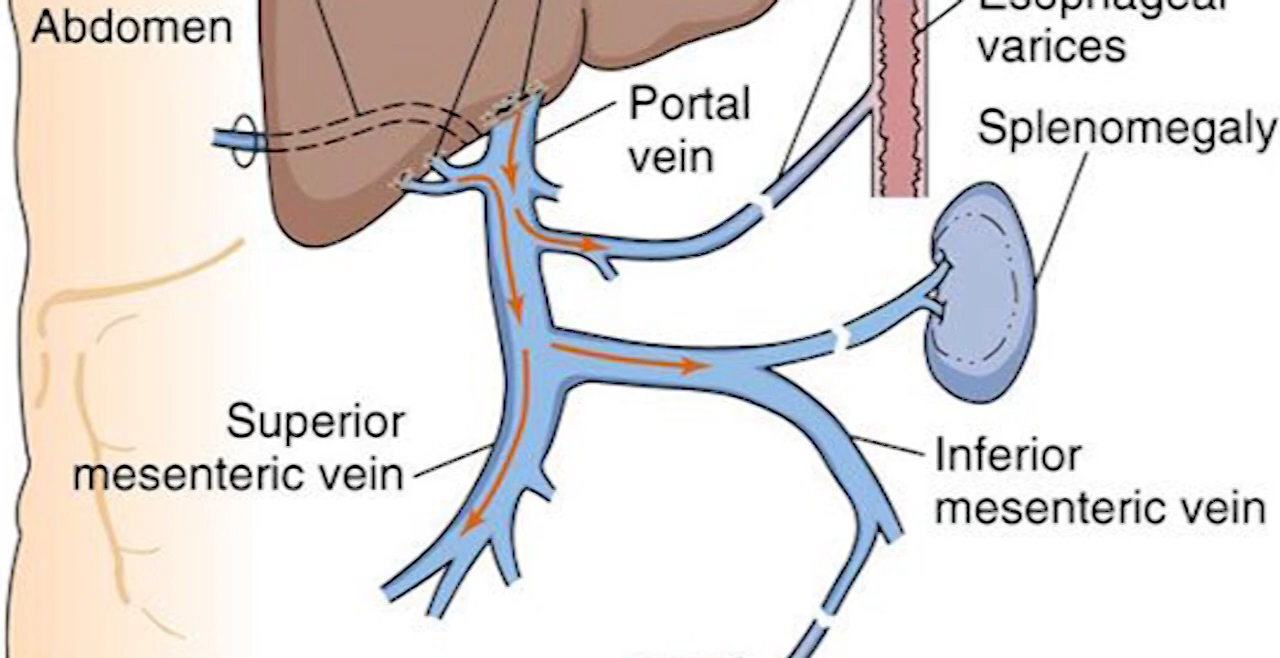 Abdomen
Esophageal
varices
Portal
vein
Splenomegaly
Superior
mesenteric vein
Inferior
mesenteric vein